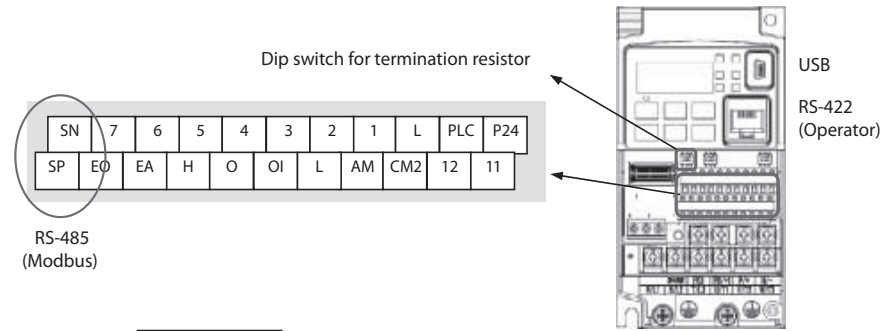 Dip switch for termination resistor
USB
RS-422
(Operator)
SN 7 6 5 4 3 2 1 L PLC P24
SP EO EA H O OI L AM CM2 12 11
RS-485
(Modbus)